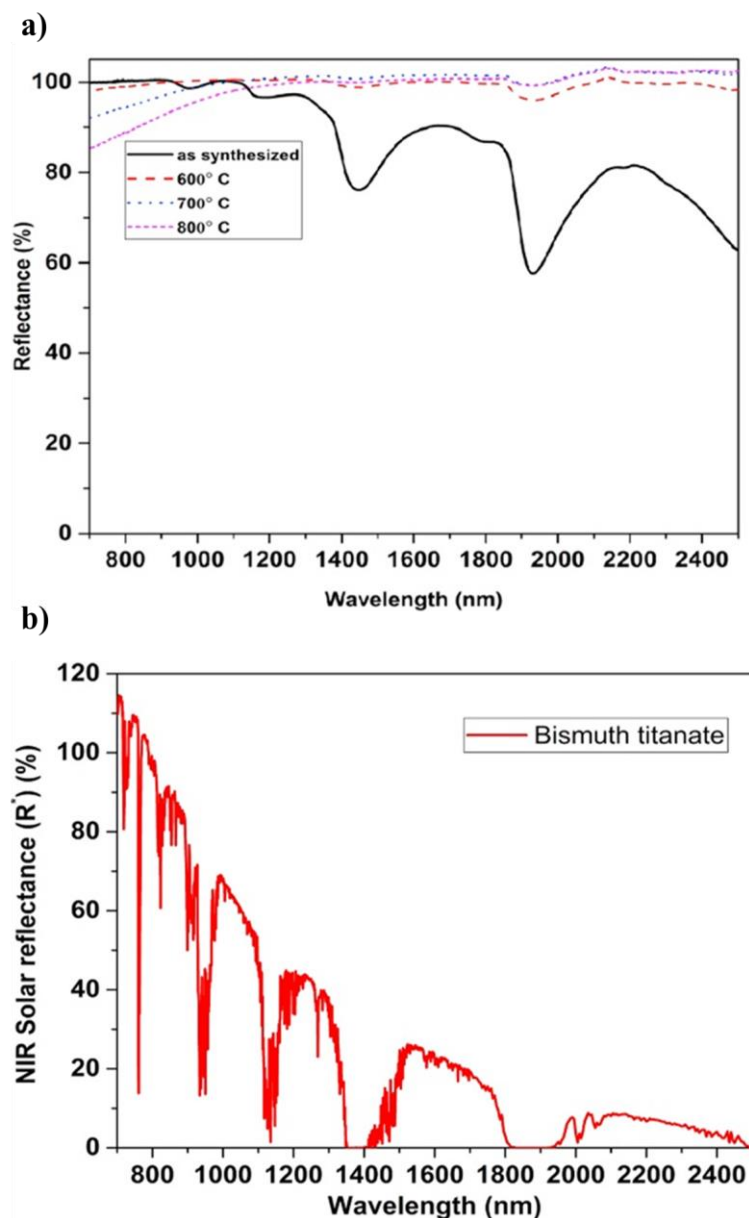 a)
Reflectance (%)
100
80
60
40
20
0
as synthesized
600° C
700° C
800° C
800 1000 1200 1400 1600 1800 2000 2200 2400
Wavelength (nm)
b)
NIR Solar reflectance (R*) (%)
120
100
80
60
40
20
0
Bismuth titanate
800 1000 1200 1400 1600 1800 2000 2200 2400
Wavelength (nm)